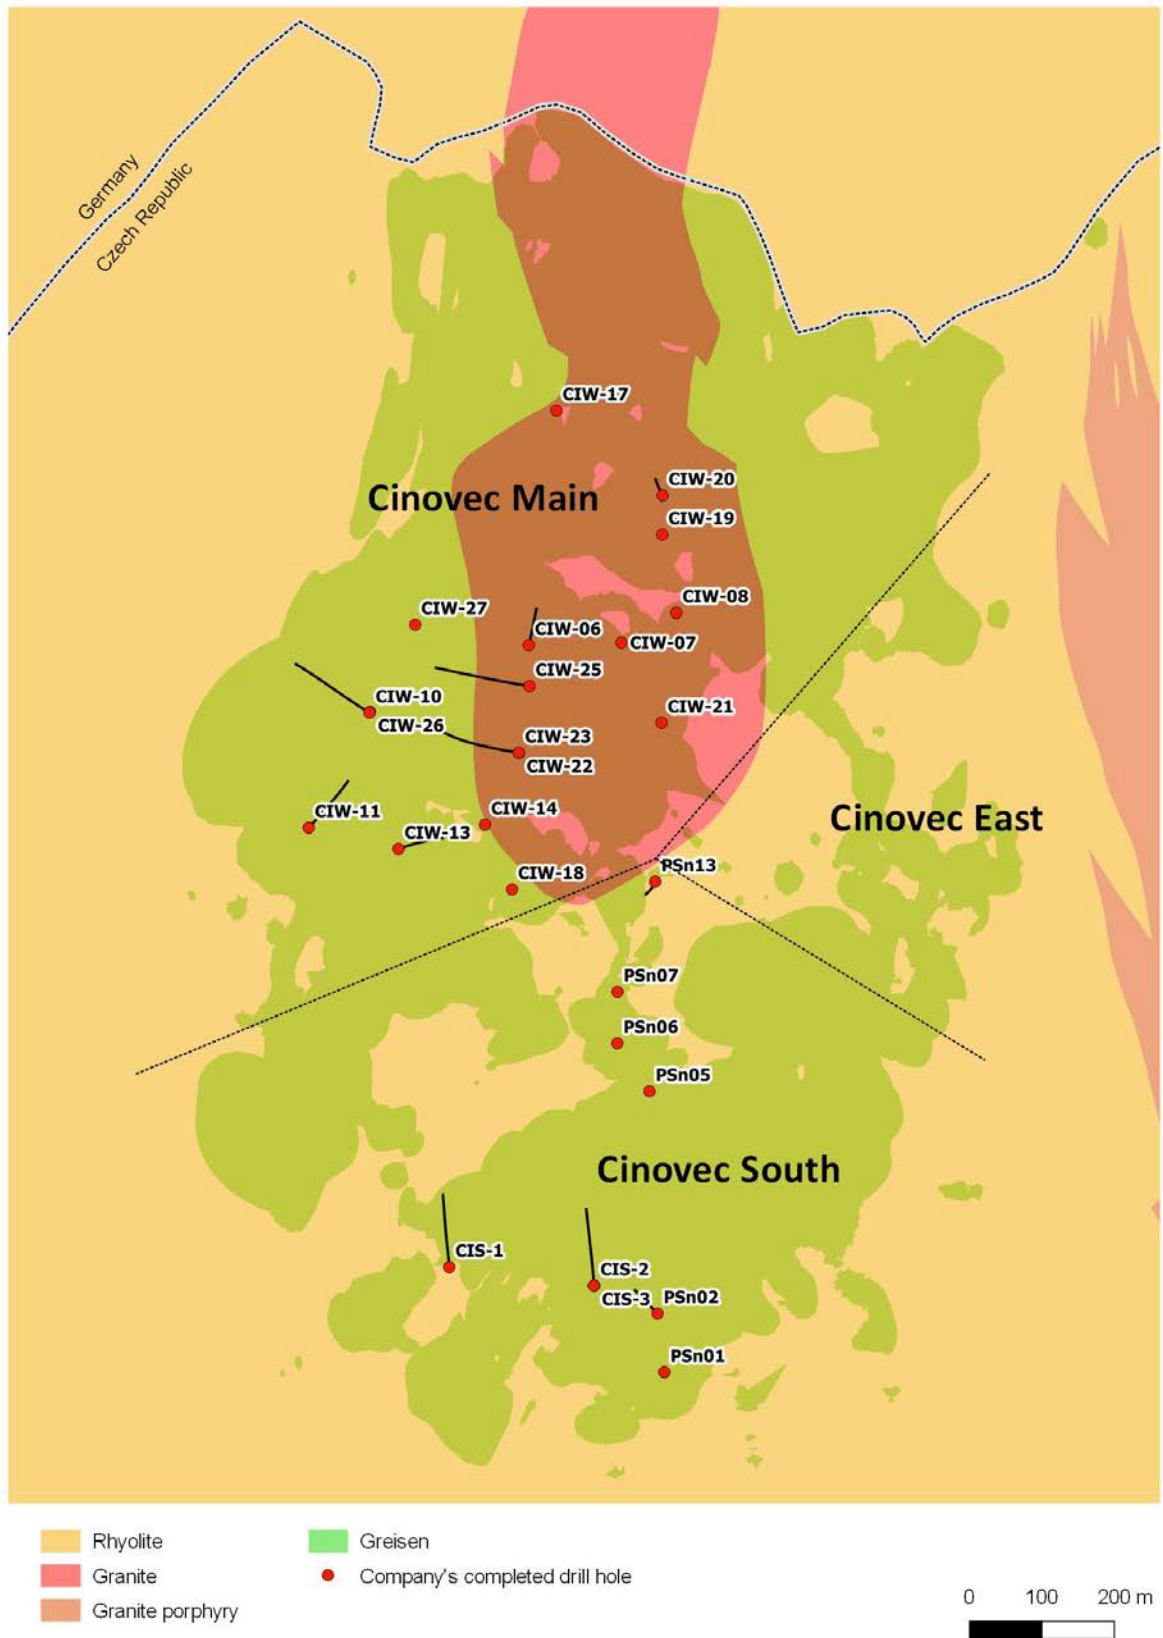 Germany
Czech Republic
CIW-17
CIW-20
Cinovec Main
CIW-19
CIW-08
CIW-27
CIW-06
CIW-07
CIW-25
CIW-10
CIW-21
CIW-26
CIW-23
CIW-22
CIW-14
CIW-11
Cinovec East
CIW-13
PSn13
CIW-18
PSn07
PSn06
PSn05
Cinovec South
CIS-1
CIS-2
CIS-3
PSn02
PSn01
Rhyolite
Greisen
Granite
Company's completed drill hole
Granite porphyry
0 100 200 m